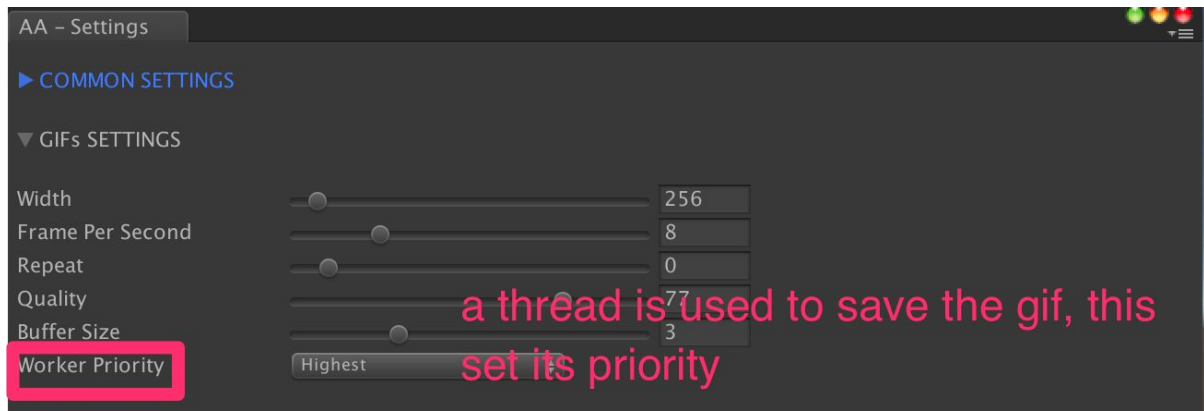 AA – Settings
COMMON SETTINGS
GIFs SETTINGS
Width 256
Frame Per Second 8
Repeat 0
Quality 77
Buffer Size 3
Worker Priority Highest
a thread is used to save the gif, this
set its priority